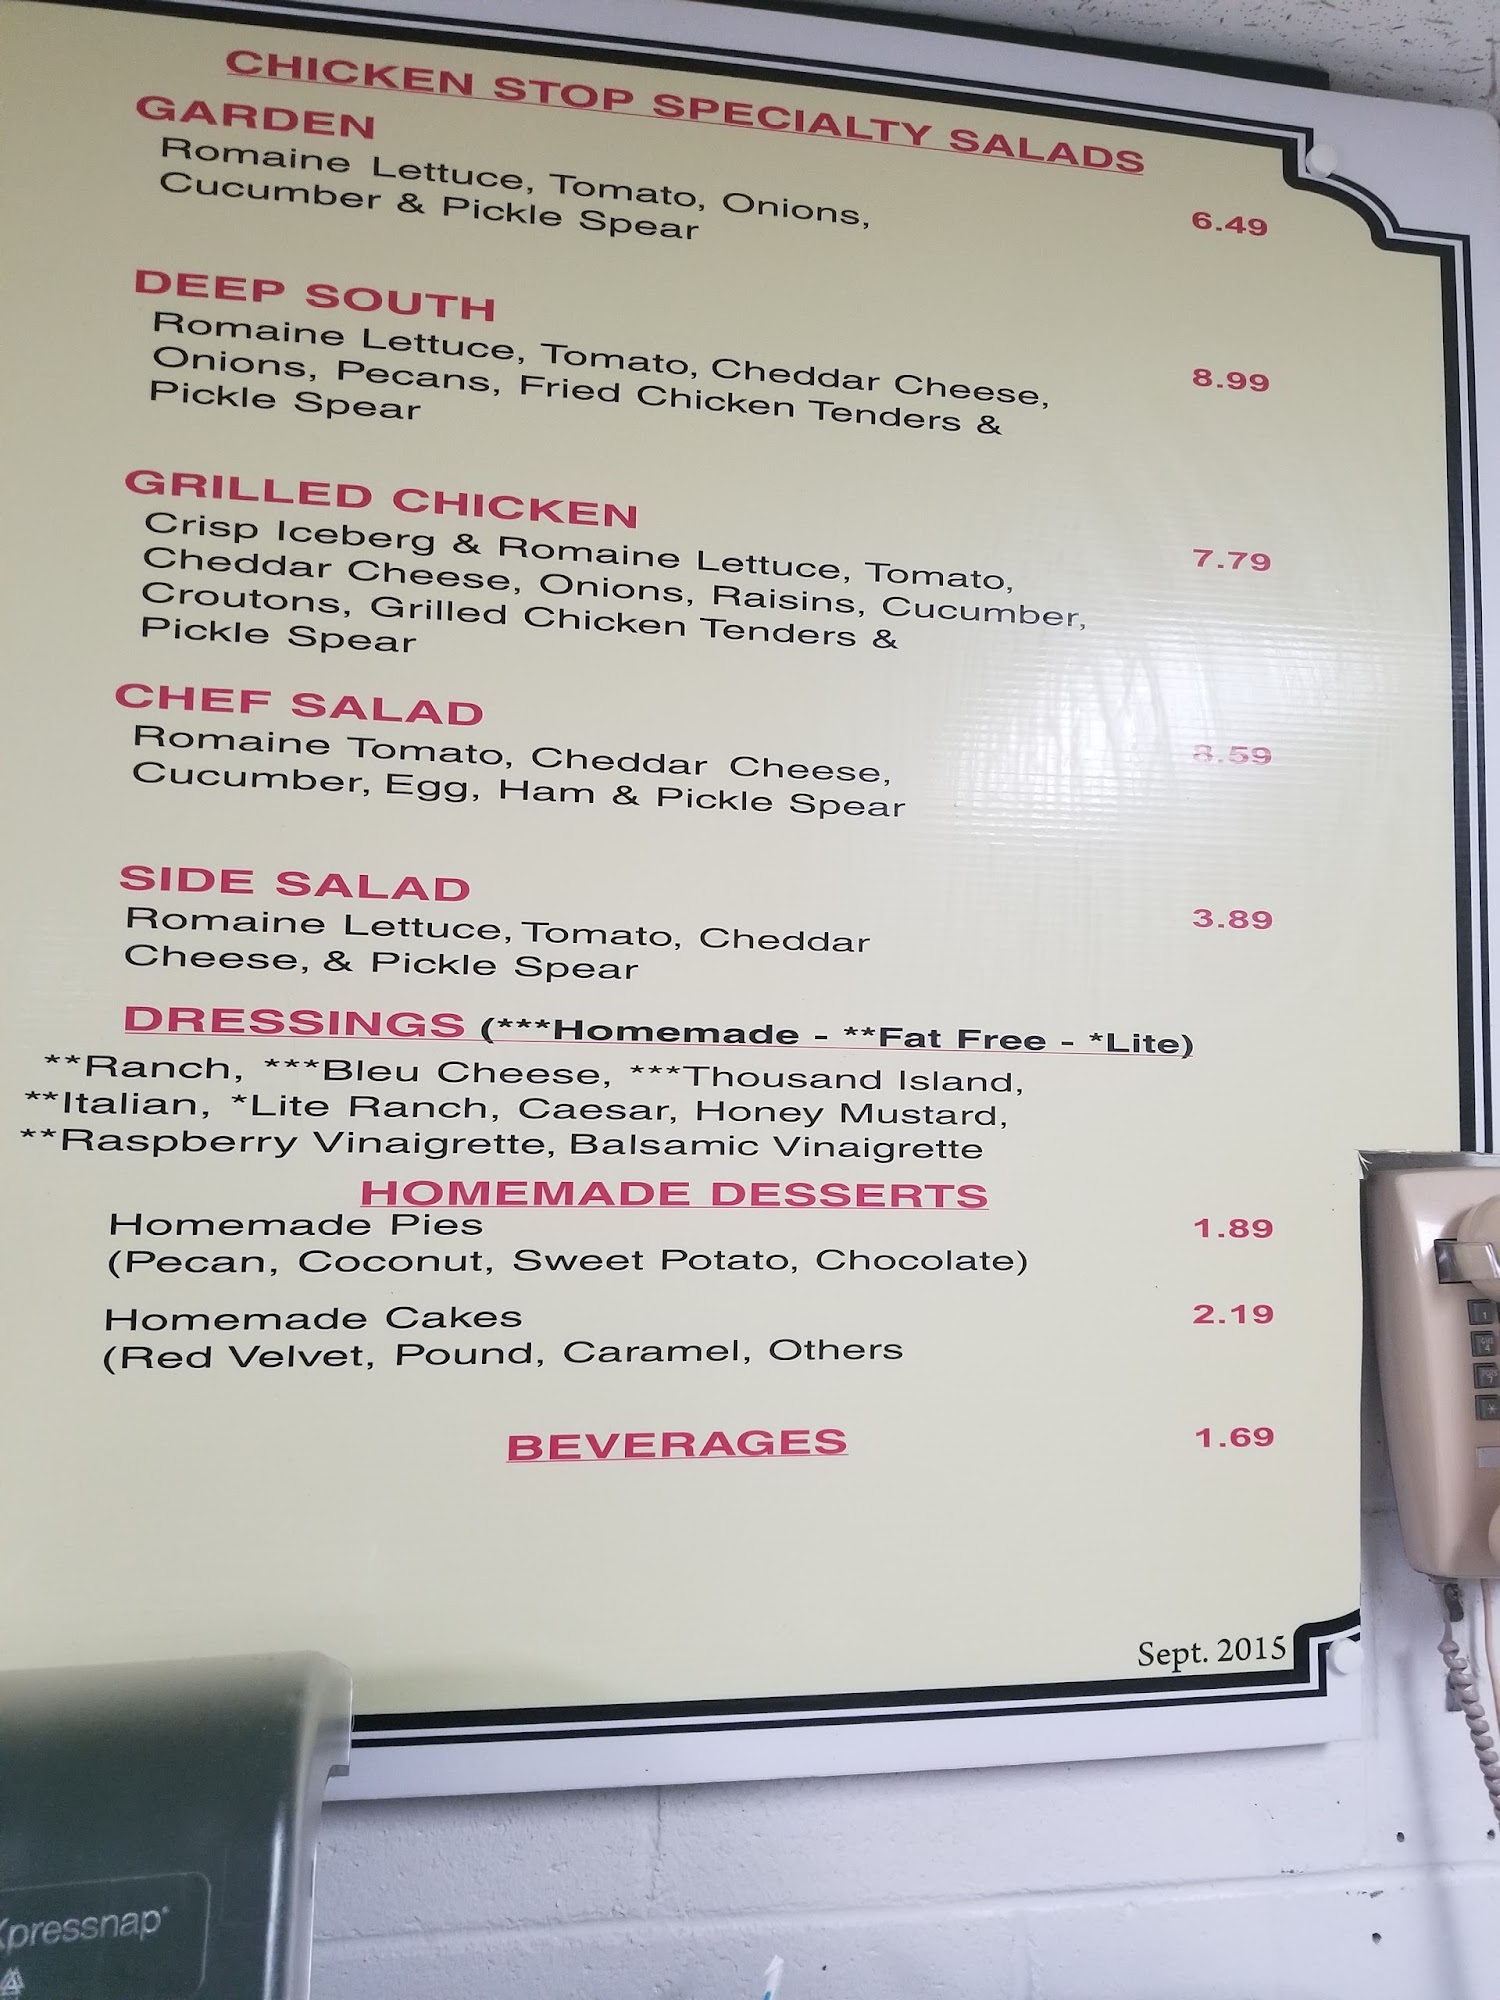 CHICKEN STOP SPECIALTY SALADS
GARDEN
Romaine Lettuce, Tomato, Onions,
Cucumber & Pickle Spear
6.49
DEEP SOUTH
Romaine Lettuce, Tomato, Cheddar Cheese,
Onions, Pecans, Fried Chicken Tenders &
Pickle Spear
8.99
GRILLED CHICKEN
Crisp Iceberg & Romaine Lettuce, Tomato,
Cheddar Cheese, Onions, Raisins, Cucumber,
Croutons, Grilled Chicken Tenders &
Pickle Spear
7.79
CHEF SALAD
Romaine Tomato, Cheddar Cheese,
Cucumber, Egg, Ham & Pickle Spear
8.59
SIDE SALAD
Romaine Lettuce, Tomato, Cheddar
Cheese, & Pickle Spear
3.89
DRESSINGS (***Homemade - **Fat Free - *Lite)
**Ranch, ***Bleu Cheese, ***Thousand Island,
**Italian, *Lite Ranch, Caesar, Honey Mustard,
**Raspberry Vinaigrette, Balsamic Vinaigrette
HOMEMADE DESSERTS
Homemade Pies 1.89
(Pecan, Coconut, Sweet Potato, Chocolate)
Homemade Cakes 2.19
(Red Velvet, Pound, Caramel, Others
BEVERAGES 1.69
Sept. 2015
Xpressnap